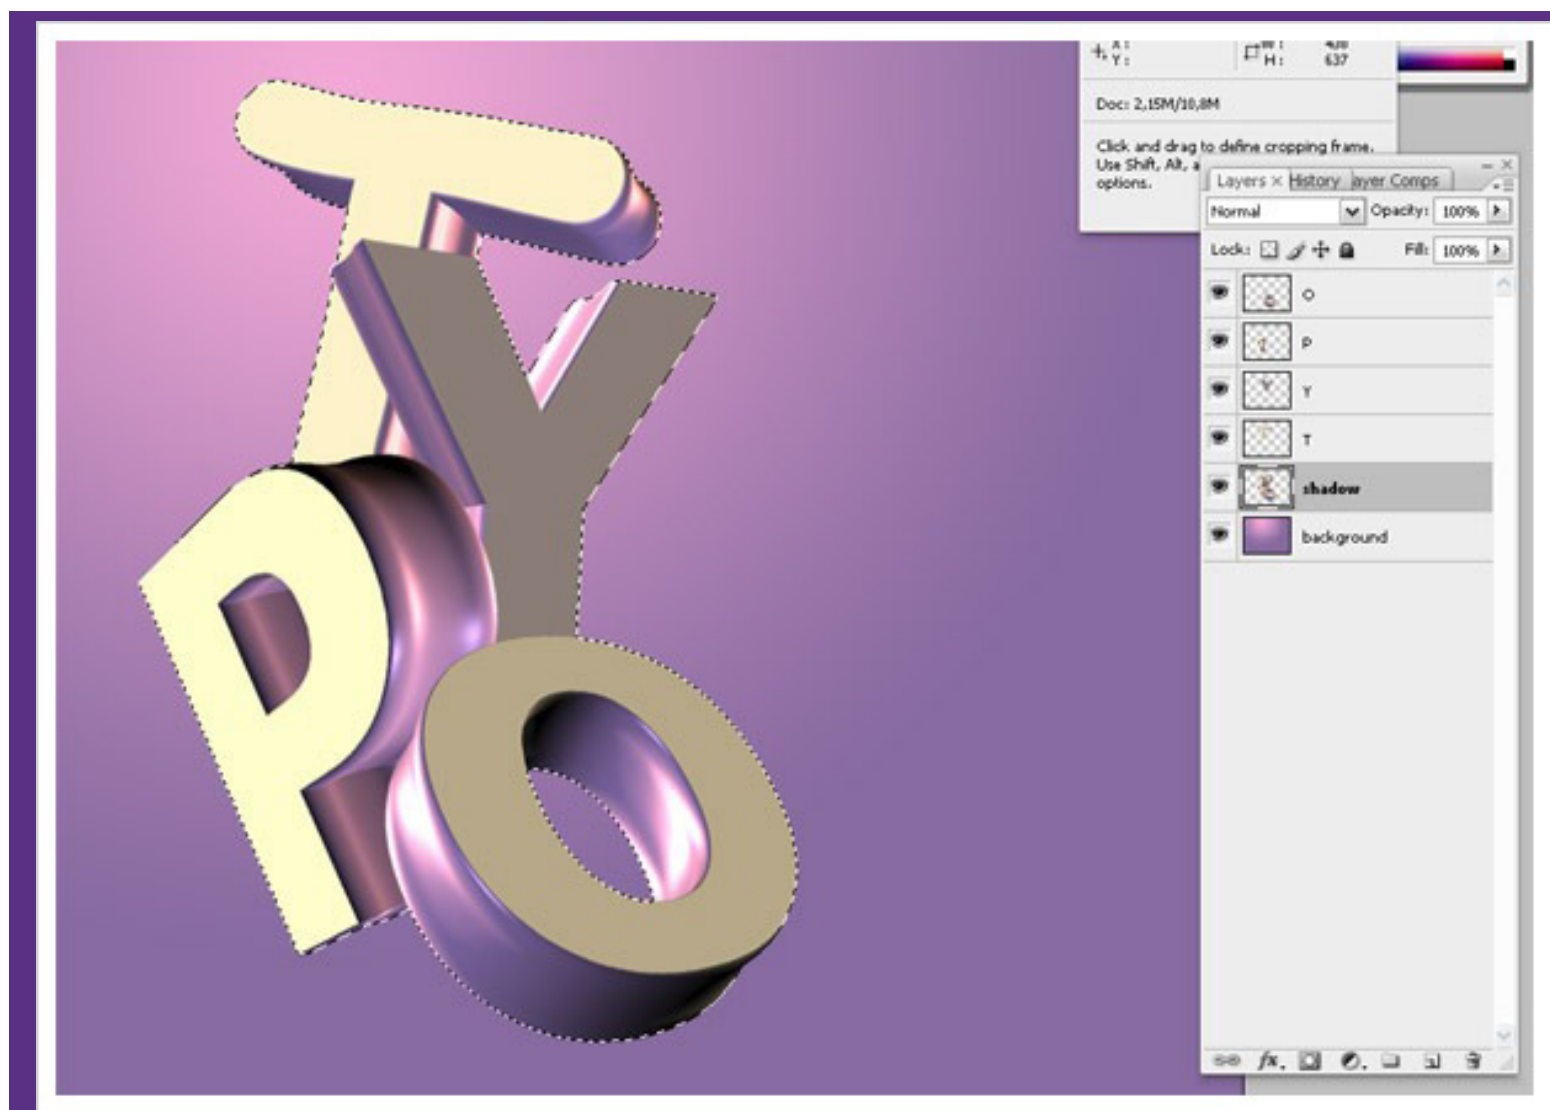 T
Y
P
O
X:
Y:
W:
H:
637
Doc: 2,15M/10,8M
Click and drag to define cropping frame.
Use Shift, Alt, a
options.
Layers × History ayer Comps
Normal Opacity: 100%
Lock: Fill: 100%
O
P
Y
T
shadow
background
fx.